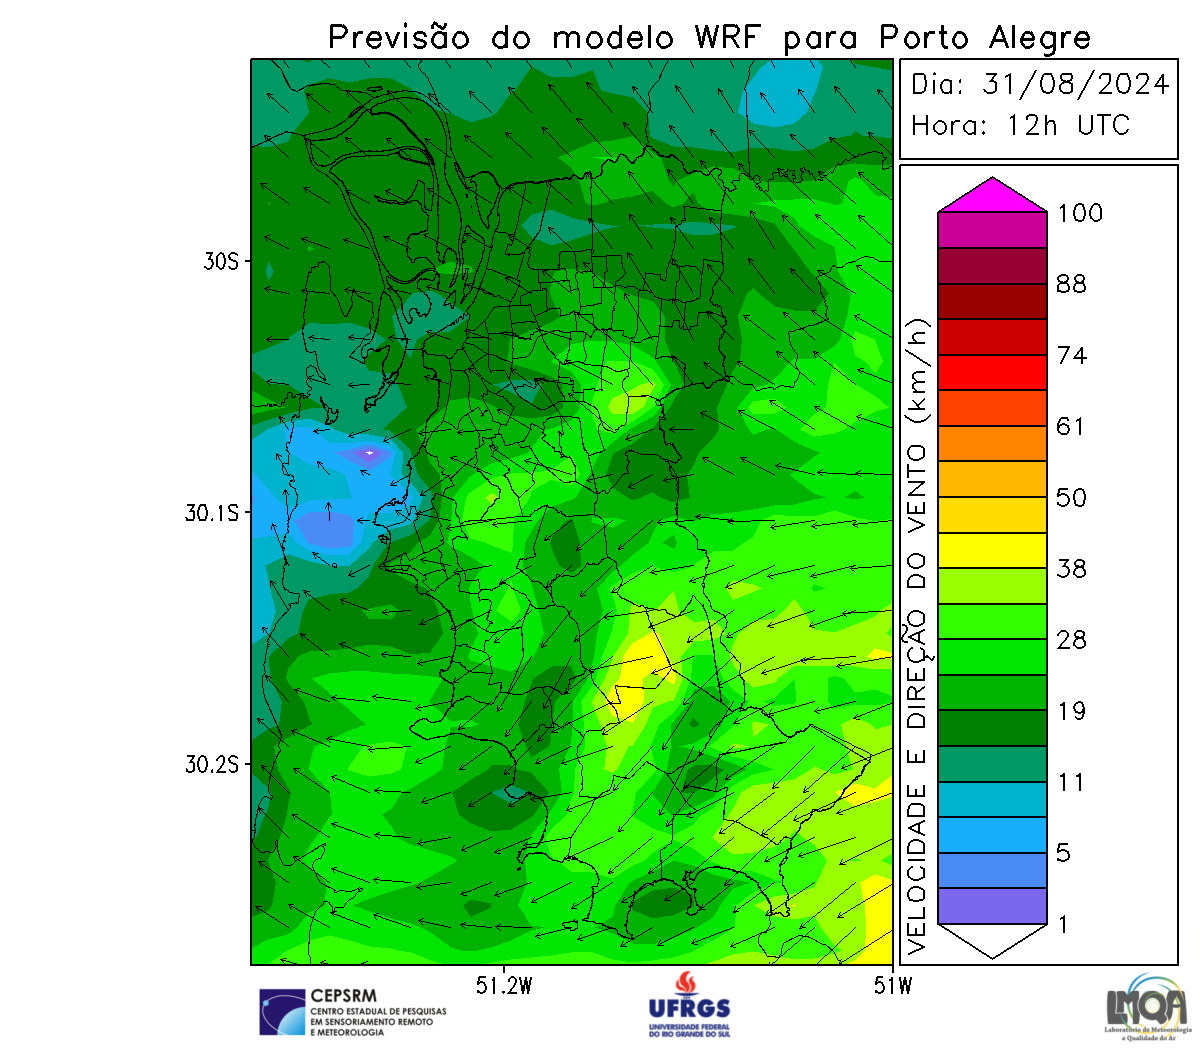 Previsão do modelo WRF para Porto Alegre
Dia: 31/08/2024
Hora: 12h UTC
30S
30.1S
30.2S
51.2W
51W
VELOCIDADE E DIREÇÃO DO VENTO (km/h)
100
88
74
61
50
38
28
19
11
5
1
CEPSRM
CENTRO ESTADUAL DE PESQUISAS
EM SENSORIAMENTO REMOTO
E METEOROLOGIA
UFRGS
UNIVERSIDADE FEDERAL
DO RIO GRANDE DO SUL
LMQA
Laboratório de Meteorologia
e Qualidade do Ar